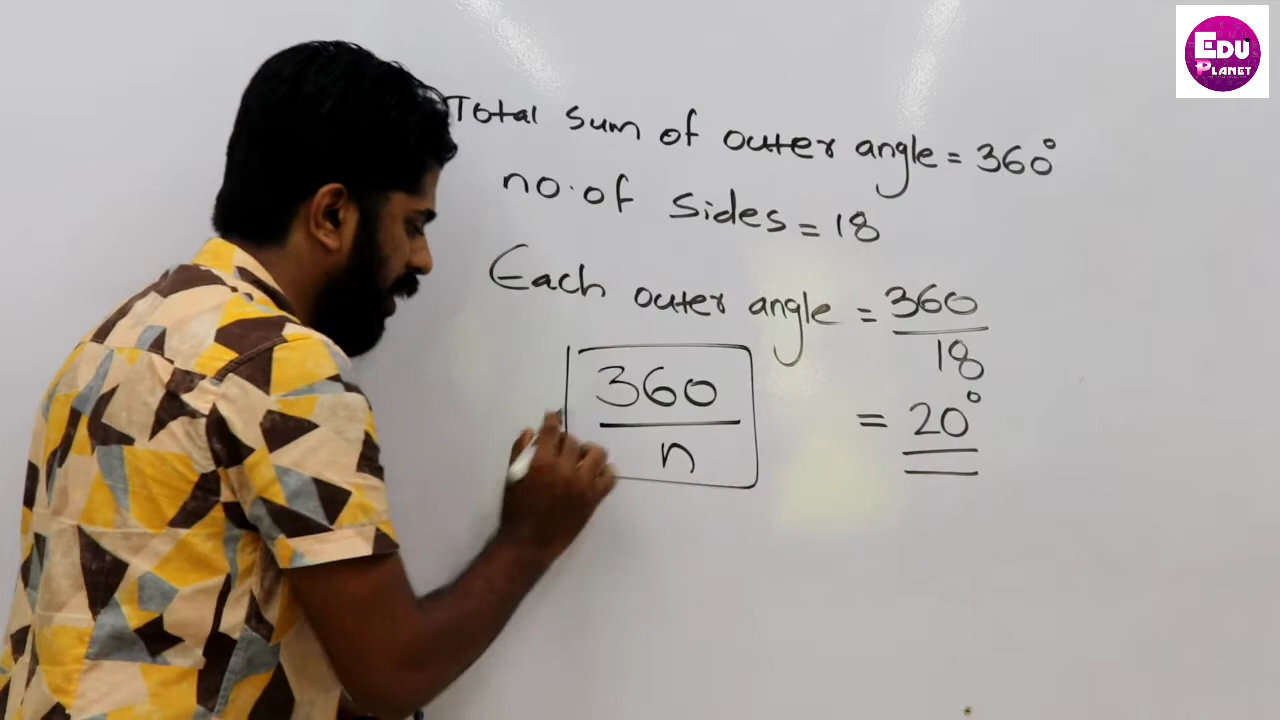 EDU
PLANET
Total sum of outer angle = 360°
no. of sides = 18
Each outer angle = 360
18
= 20°
360
n